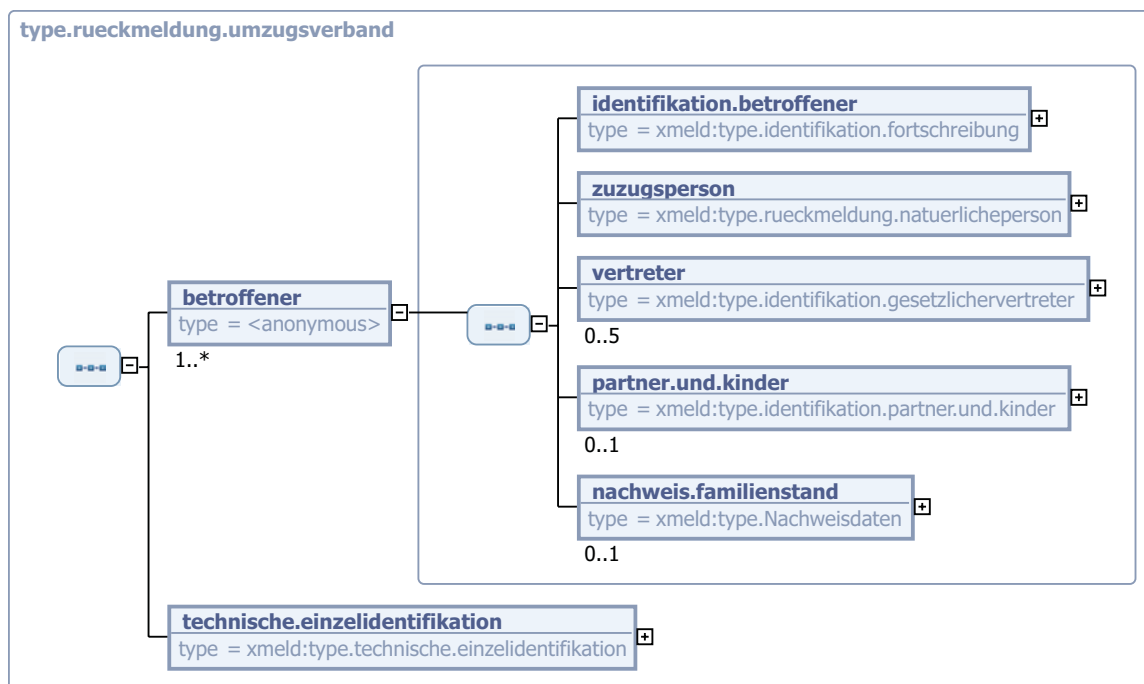 type.rueckmeldung.umzugsverband
identifikation.betroffener
type = xmeld:type.identifikation.fortschreibung
zuzugsperson
type = xmeld:type.rueckmeldung.natuerlicheperson
vertreter
type = xmeld:type.identifikation.gesetzlichervertreter
0..5
betroffener
type = <anonymous>
1..*
partner.und.kinder
type = xmeld:type.identifikation.partner.und.kinder
0..1
nachweis.familienstand
type = xmeld:type.Nachweisdaten
0..1
technische.einzelidentifikation
type = xmeld:type.technische.einzelidentifikation